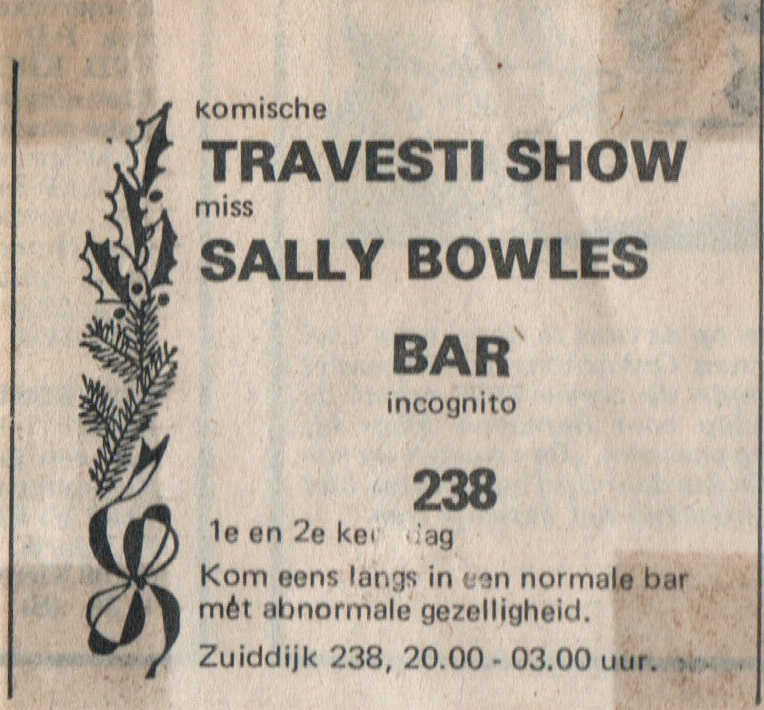 komische
TRAVESTI SHOW
miss
SALLY BOWLES
BAR
incognito
238
1e en 2e
Kom eens langs in een normale bar
mèt abnormale gezelligheid.
Zuiddijk 238, 20.00 - 03.00 uur.